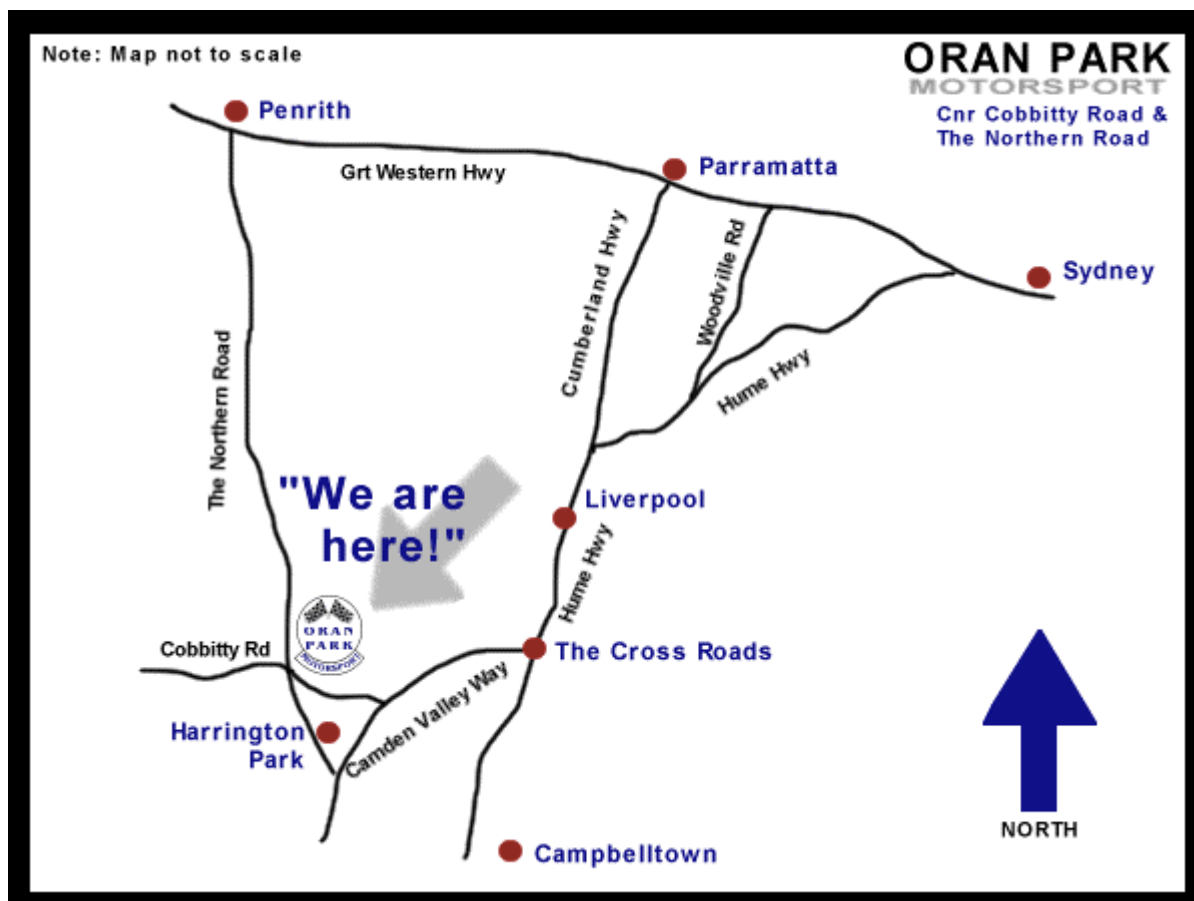 Note: Map not to scale
ORAN PARK
MOTORSPORT
Cnr Cobbitty Road &
The Northern Road
Penrith
Grt Western Hwy
Parramatta
Sydney
Cumberland Hwy
Woodville Rd
Hume Hwy
The Northern Road
"We are
here!"
Liverpool
Hume Hwy
ORAN
PARK
MOTORSPORT
Cobbitty Rd
The Cross Roads
Camden Valley Way
Harrington
Park
Campbelltown
NORTH